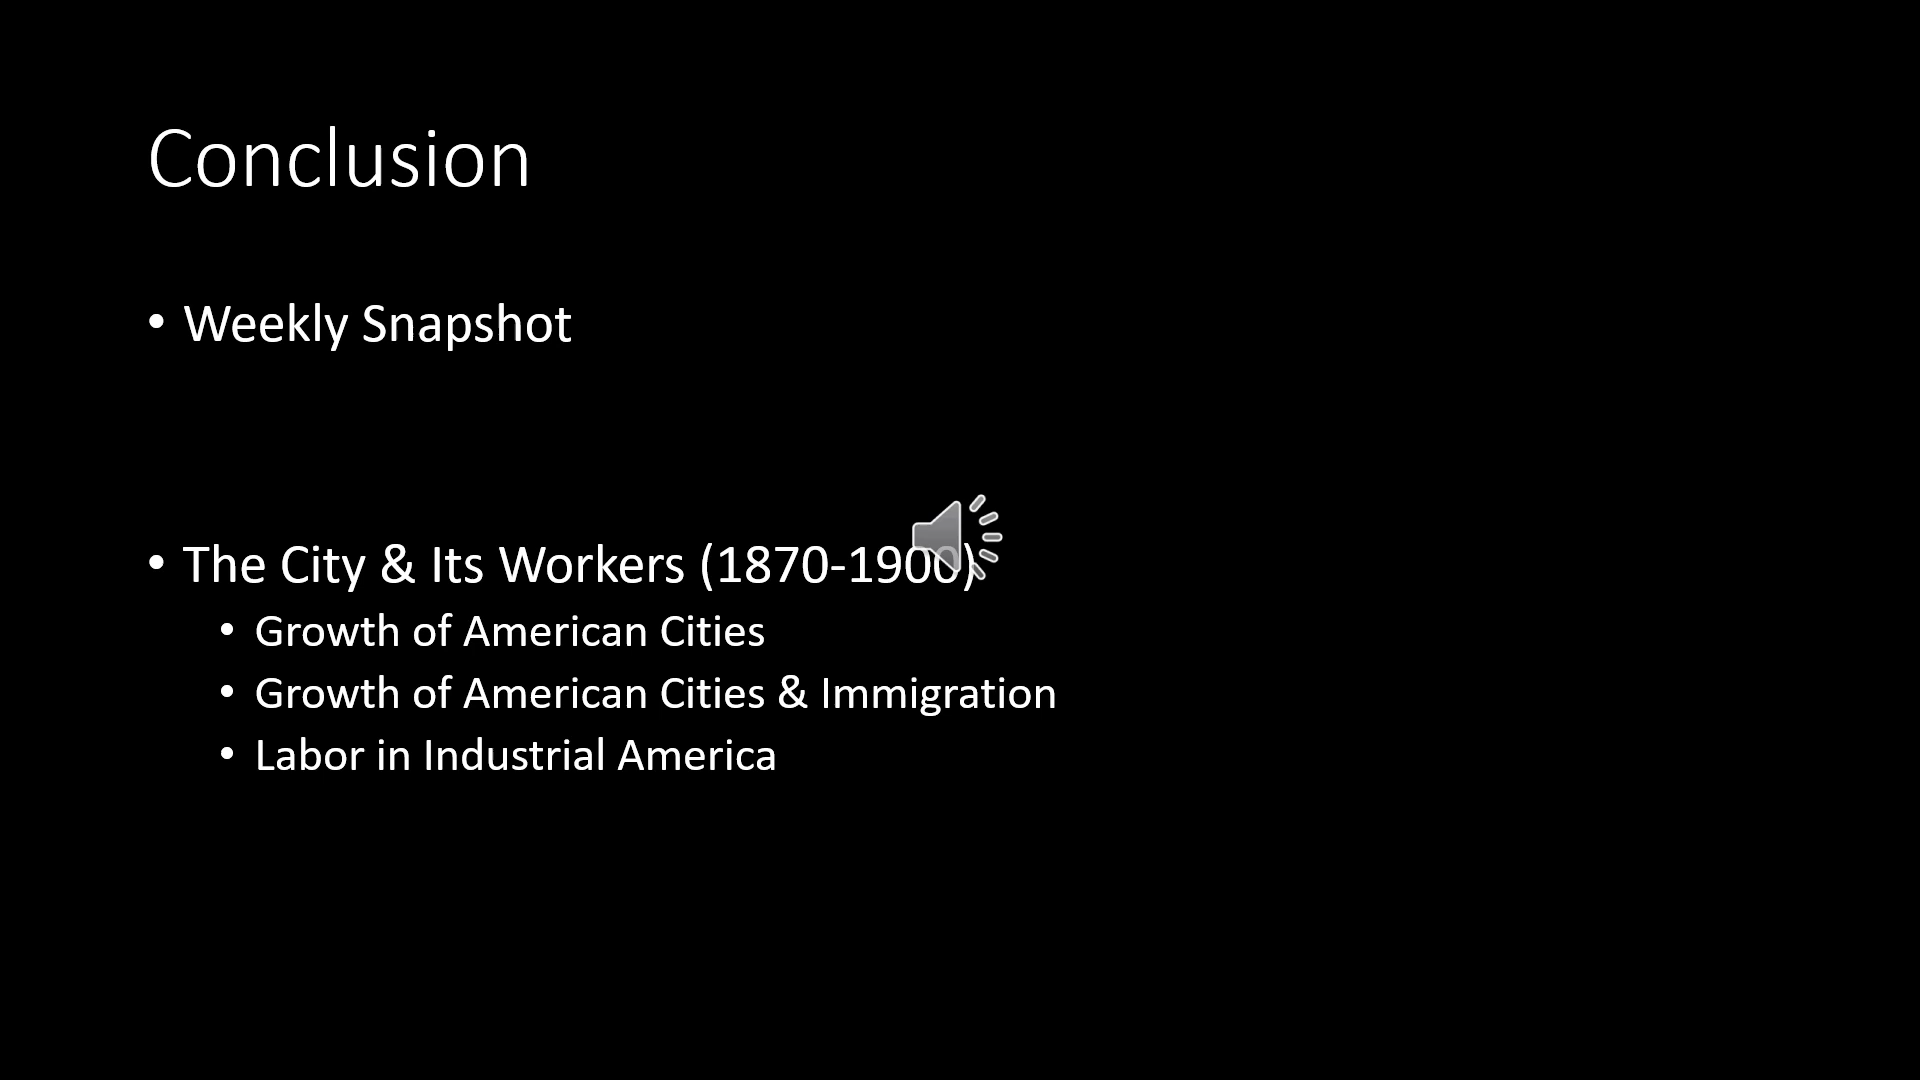 Conclusion
• Weekly Snapshot
• The City & Its Workers (1870-1900)
• Growth of American Cities
• Growth of American Cities & Immigration
• Labor in Industrial America